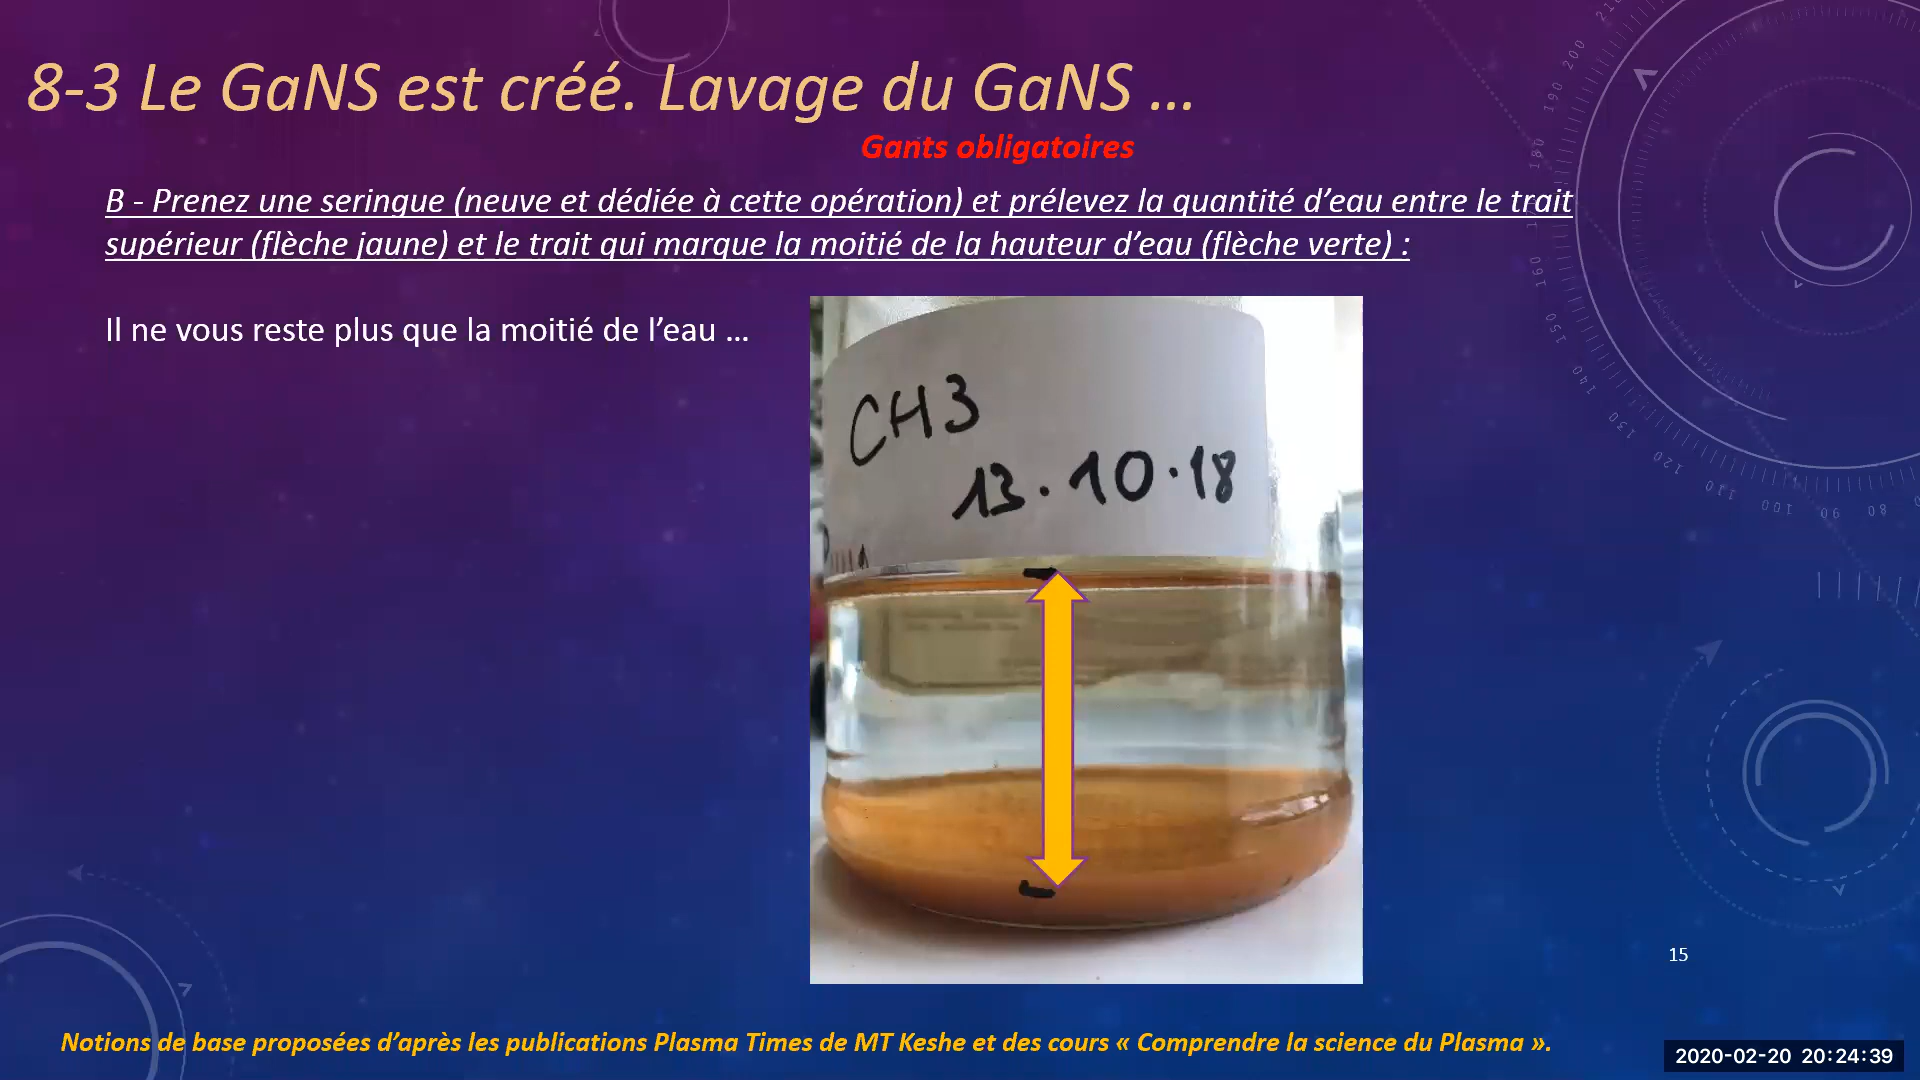 8-3 Le GaNS est créé. Lavage du GaNS ...
Gants obligatoires
B - Prenez une seringue (neuve et dédiée à cette opération) et prélevez la quantité d’eau entre le trait
supérieur (flèche jaune) et le trait qui marque la moitié de la hauteur d’eau (flèche verte) :
Il ne vous reste plus que la moitié de l’eau ...
CH3
13.10.18
15
Notions de base proposées d’après les publications Plasma Times de MT Keshe et des cours « Comprendre la science du Plasma ».
2020-02-20 20:24:39